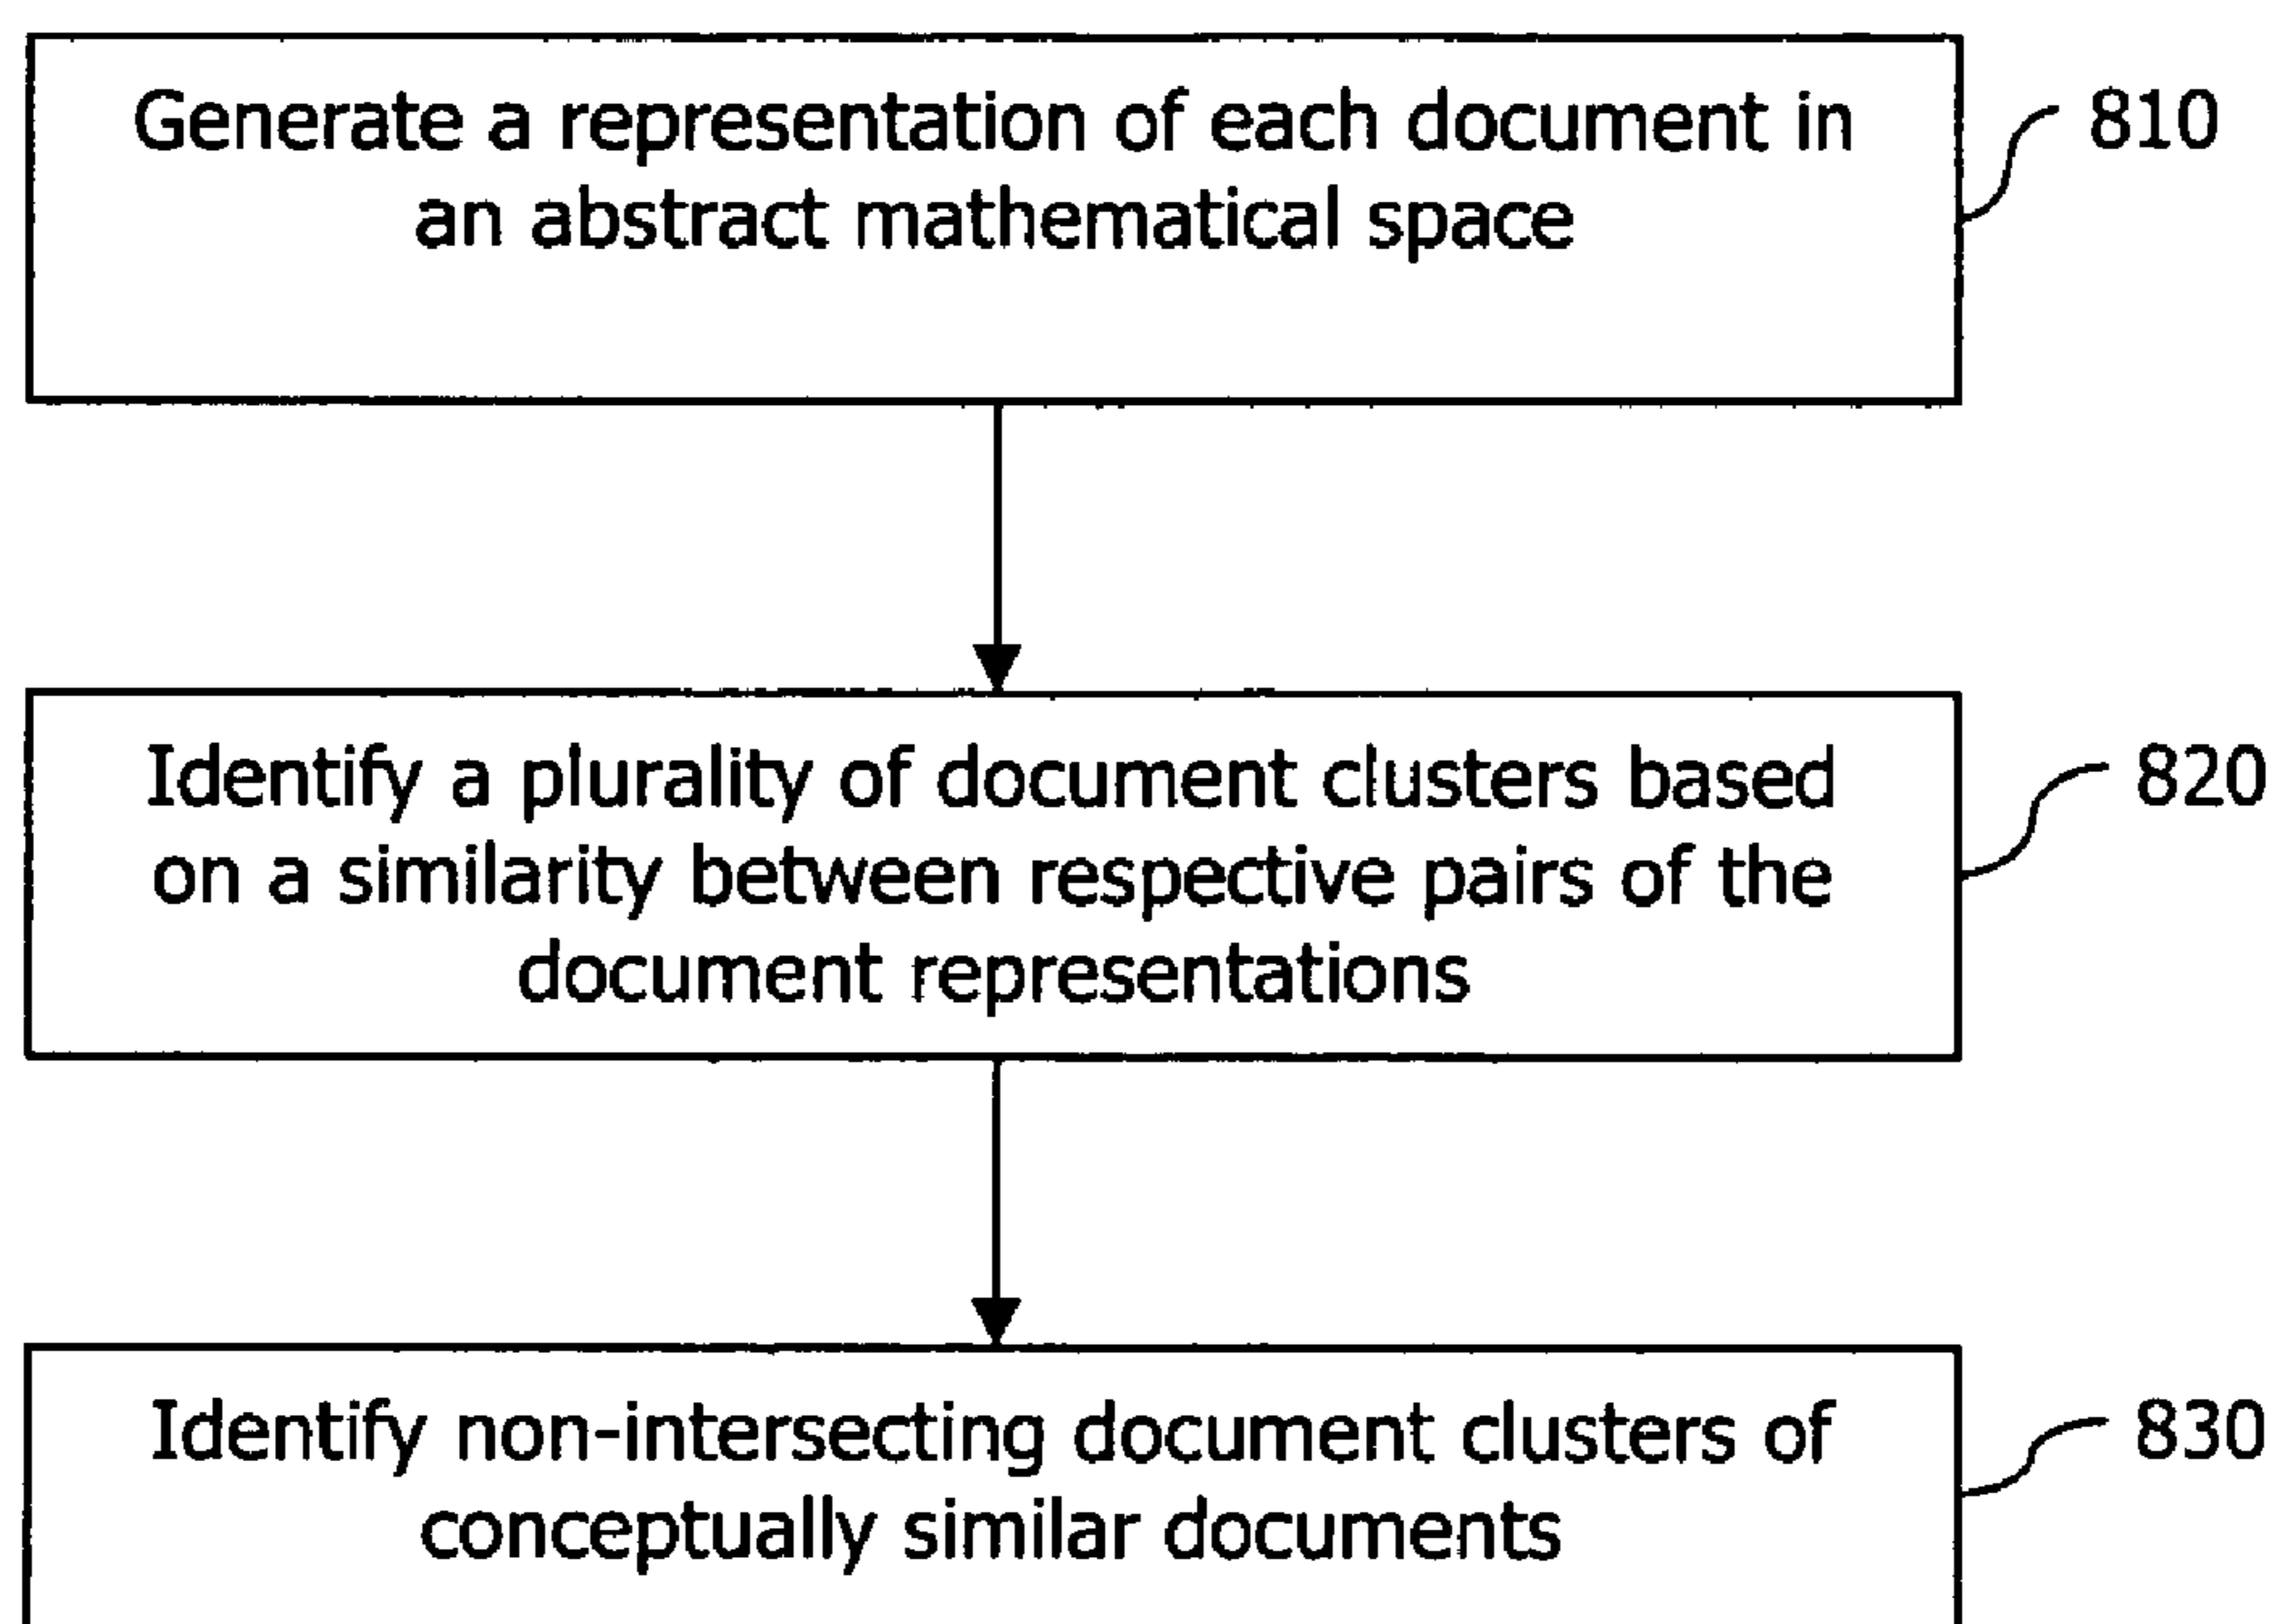 Generate a representation of each document in
an abstract mathematical space
810
Identify a plurality of document clusters based
on a similarity between respective pairs of the
document representations
820
Identify non-intersecting document clusters of
conceptually similar documents
830